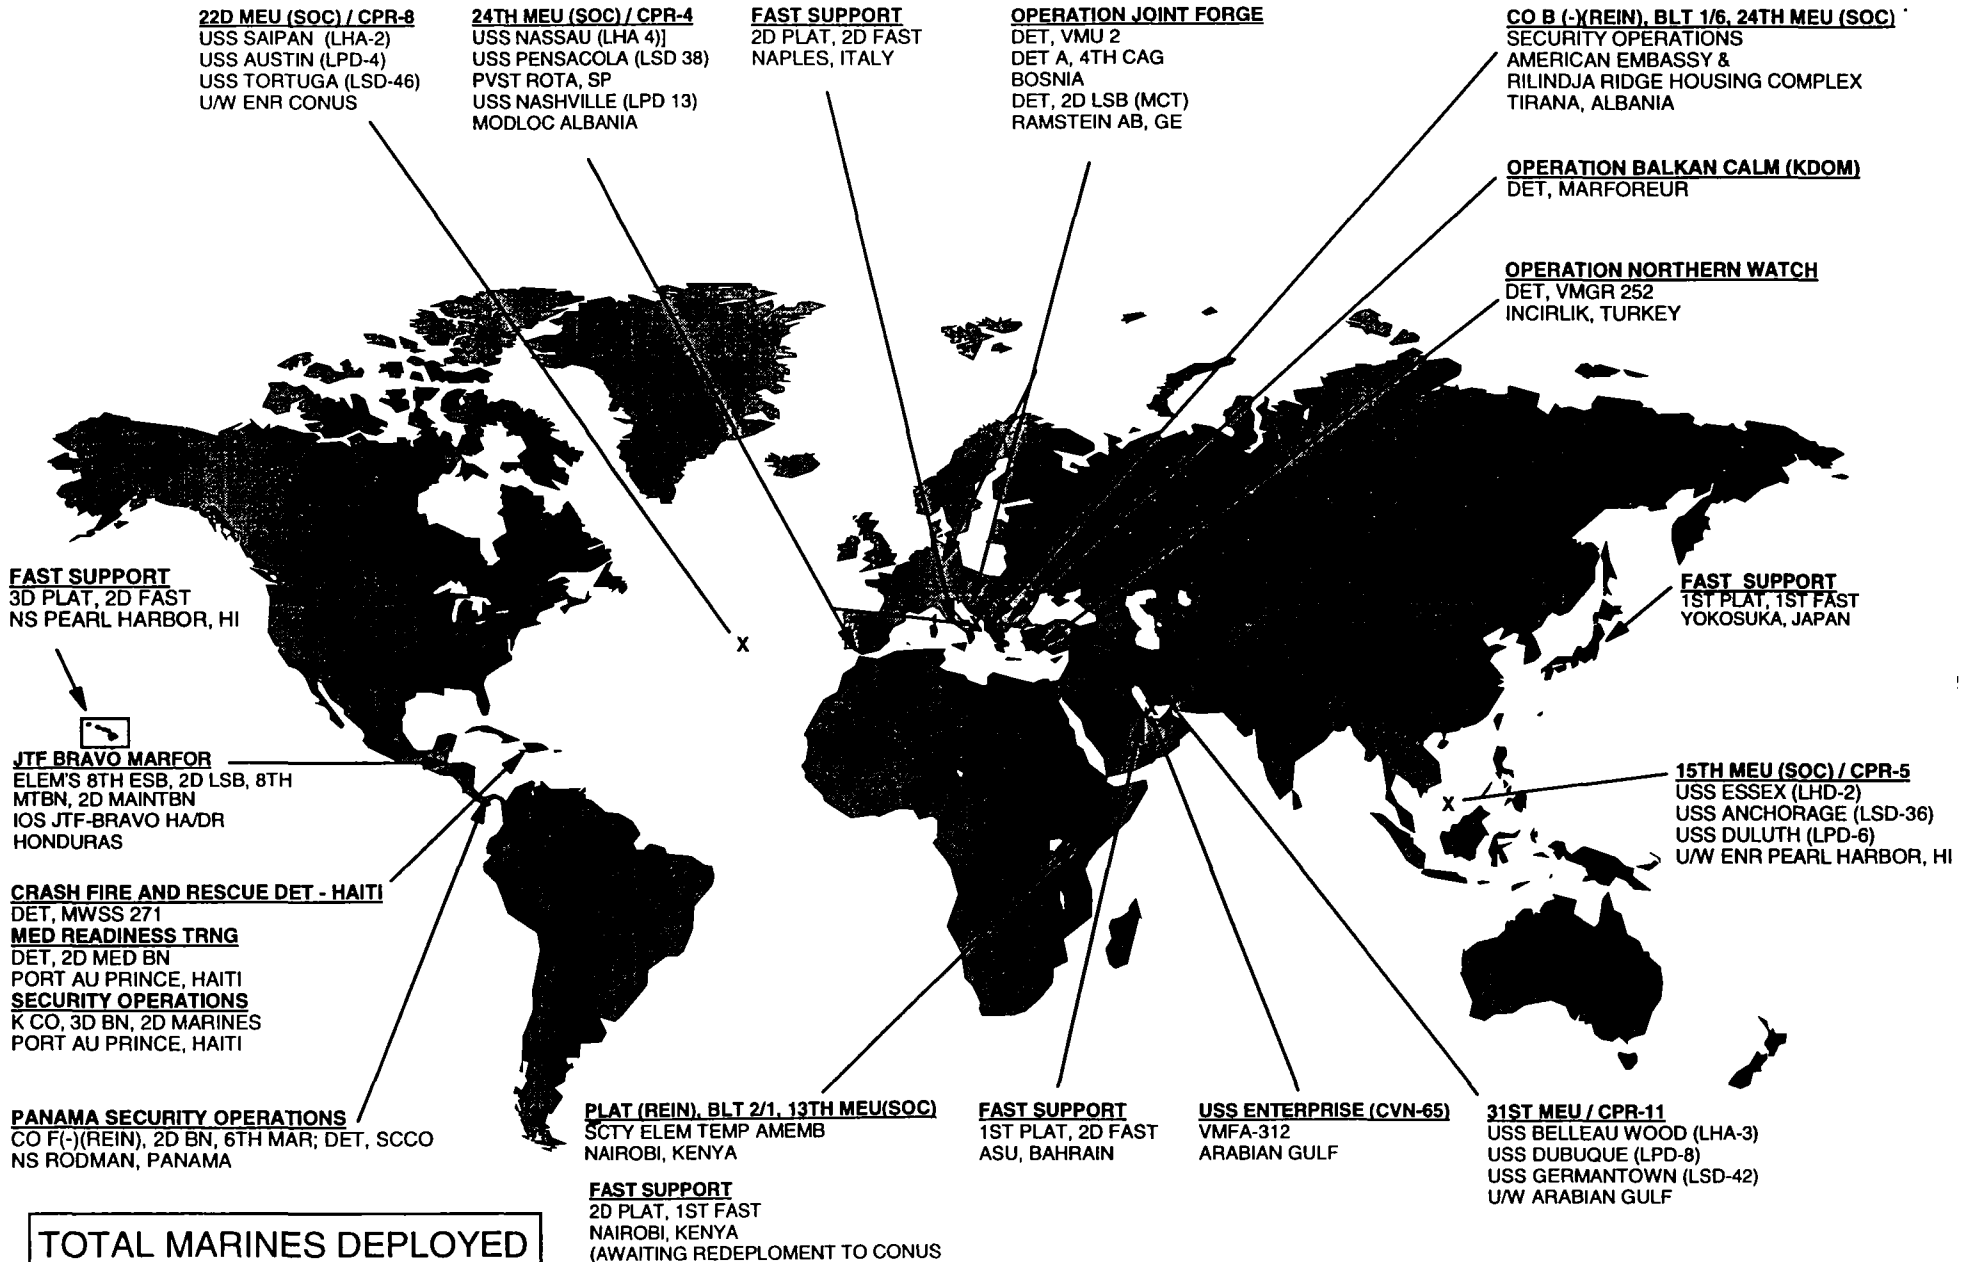 22D MEU (SOC) / CPR-8
USS SAIPAN (LHA-2)
USS AUSTIN (LPD-4)
USS TORTUGA (LSD-46)
U/W ENR CONUS
24TH MEU (SOC) / CPR-4
USS NASSAU (LHA 4)]
USS PENSACOLA (LSD 38)
PVST ROTA, SP
USS NASHVILLE (LPD 13)
MODLOC ALBANIA
FAST SUPPORT
2D PLAT, 2D FAST
NAPLES, ITALY
OPERATION JOINT FORGE
DET, VMU 2
DET A, 4TH CAG
BOSNIA
DET, 2D LSB (MCT)
RAMSTEIN AB, GE
CO B (-)(REIN), BLT 1/6, 24TH MEU (SOC)
SECURITY OPERATIONS
AMERICAN EMBASSY &
RILINDJA RIDGE HOUSING COMPLEX
TIRANA, ALBANIA
OPERATION BALKAN CALM (KDOM)
DET, MARFOREUR
OPERATION NORTHERN WATCH
DET, VMGR 252
INCIRLIK, TURKEY
FAST SUPPORT
3D PLAT, 2D FAST
NS PEARL HARBOR, HI
FAST SUPPORT
1ST PLAT, 1ST FAST
YOKOSUKA, JAPAN
X
X
X
JTF BRAVO MARFOR
ELEM'S 8TH ESB, 2D LSB, 8TH
MTBN, 2D MAINTBN
IOS JTF-BRAVO HA/DR
HONDURAS
15TH MEU (SOC) / CPR-5
USS ESSEX (LHD-2)
USS ANCHORAGE (LSD-36)
USS DULUTH (LPD-6)
U/W ENR PEARL HARBOR, HI
CRASH FIRE AND RESCUE DET - HAITI
DET, MWSS 271
MED READINESS TRNG
DET, 2D MED BN
PORT AU PRINCE, HAITI
SECURITY OPERATIONS
K CO, 3D BN, 2D MARINES
PORT AU PRINCE, HAITI
PANAMA SECURITY OPERATIONS
CO F(-)(REIN), 2D BN, 6TH MAR; DET, SCCO
NS RODMAN, PANAMA
PLAT (REIN), BLT 2/1, 13TH MEU(SOC)
SCTY ELEM TEMP AMEMB
NAIROBI, KENYA
FAST SUPPORT
1ST PLAT, 2D FAST
ASU, BAHRAIN
USS ENTERPRISE (CVN-65)
VMFA-312
ARABIAN GULF
31ST MEU / CPR-11
USS BELLEAU WOOD (LHA-3)
USS DUBUQUE (LPD-8)
USS GERMANTOWN (LSD-42)
U/W ARABIAN GULF
FAST SUPPORT
2D PLAT, 1ST FAST
NAIROBI, KENYA
(AWAITING REDEPLOMENT TO CONUS
TOTAL MARINES DEPLOYED